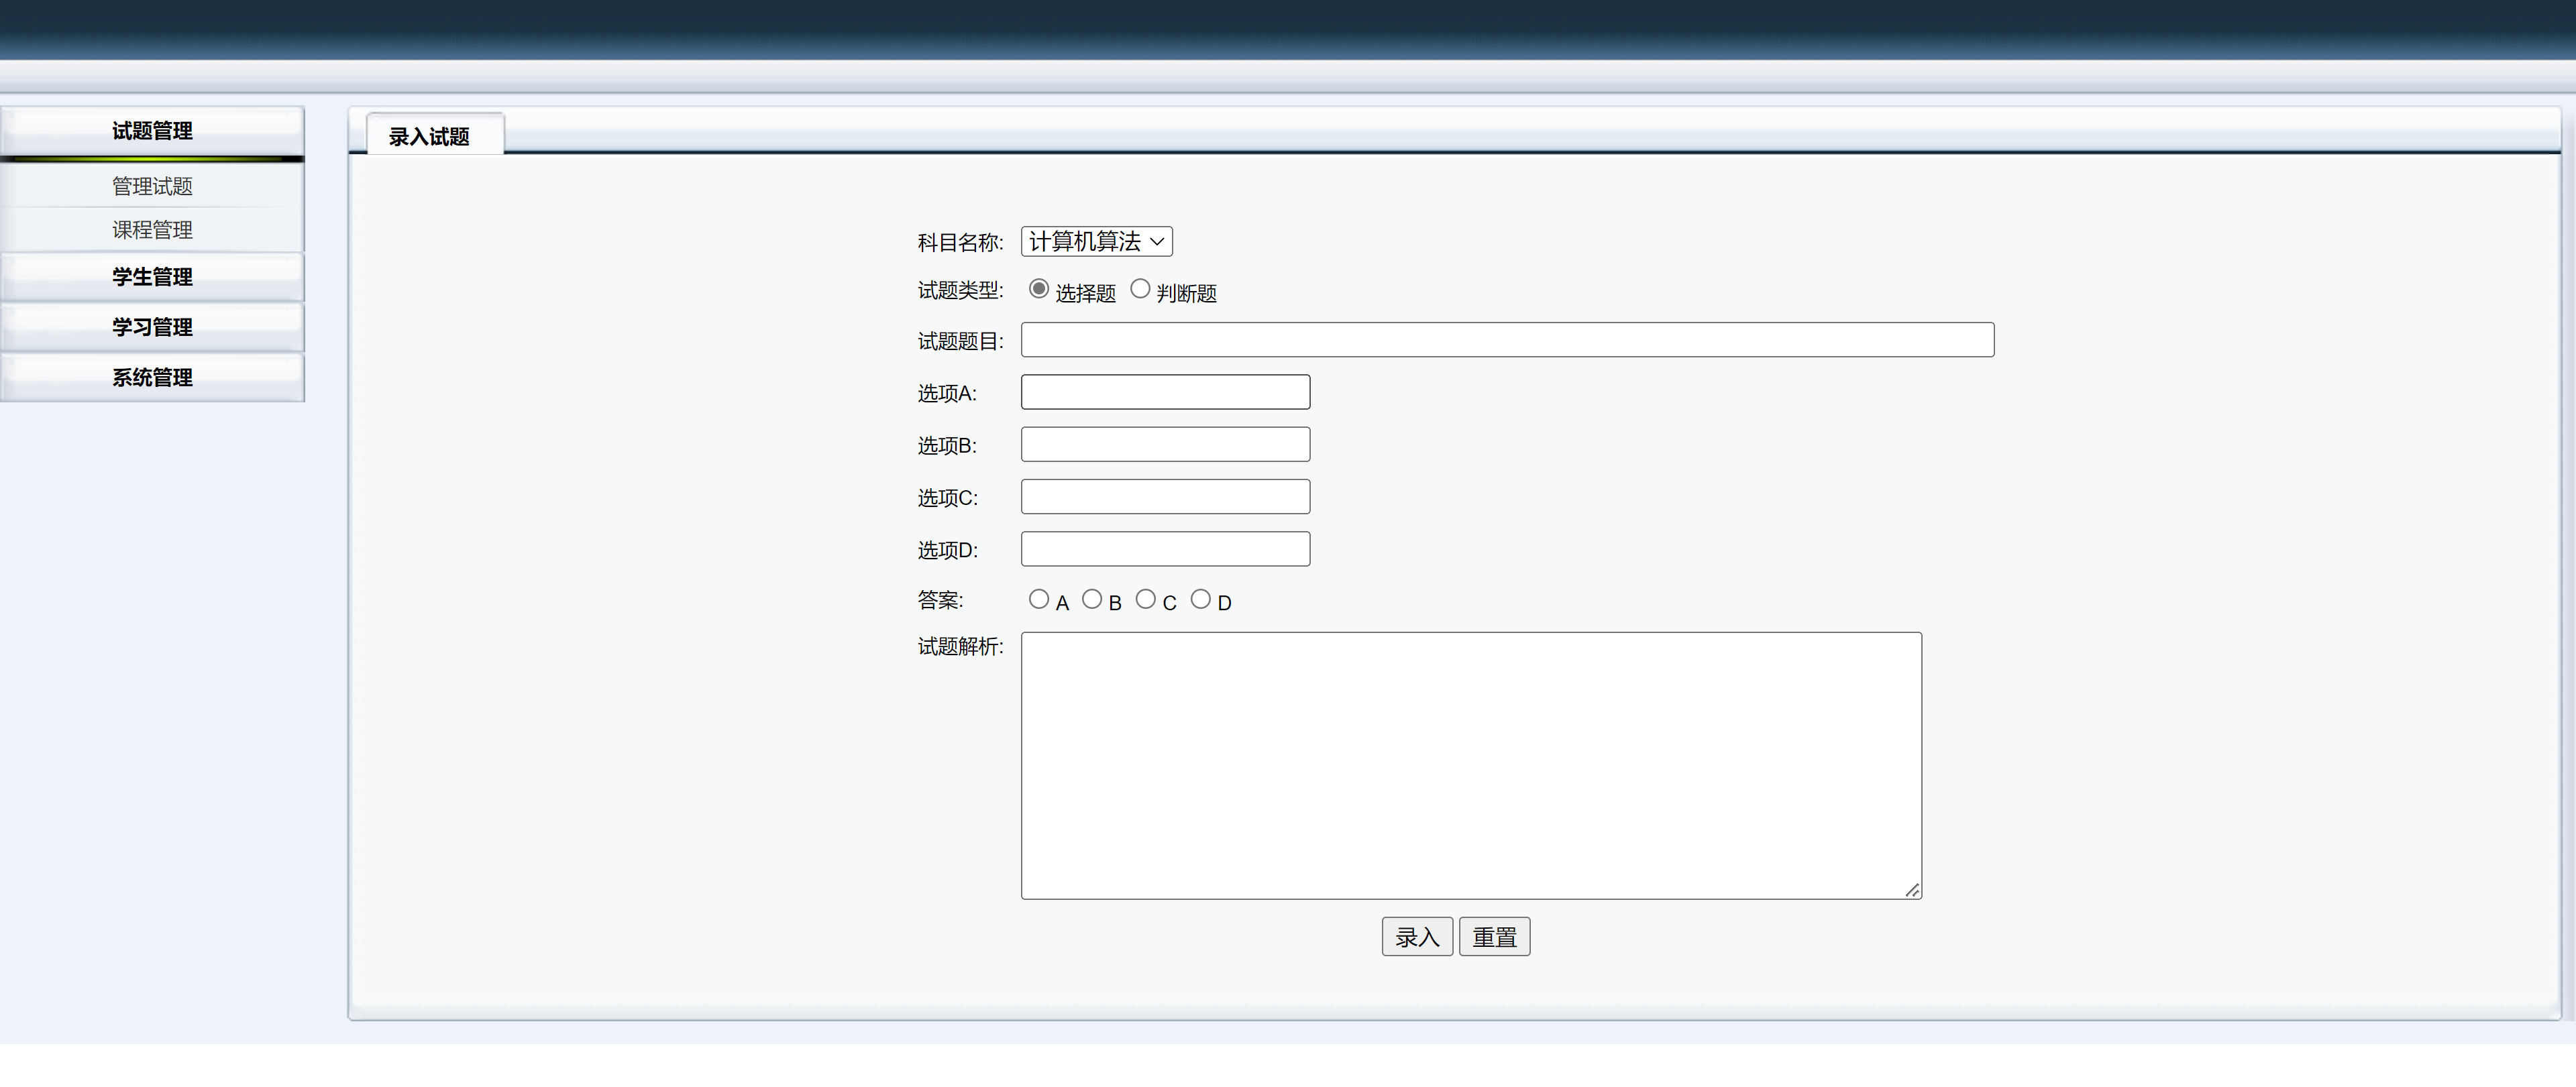 试题管理
管理试题
课程管理
学生管理
学习管理
系统管理
录入试题
科目名称: 计算机算法
试题类型: 选择题 判断题
试题题目:
选项A:
选项B:
选项C:
选项D:
答案: A B C D
试题解析:
录入 重置